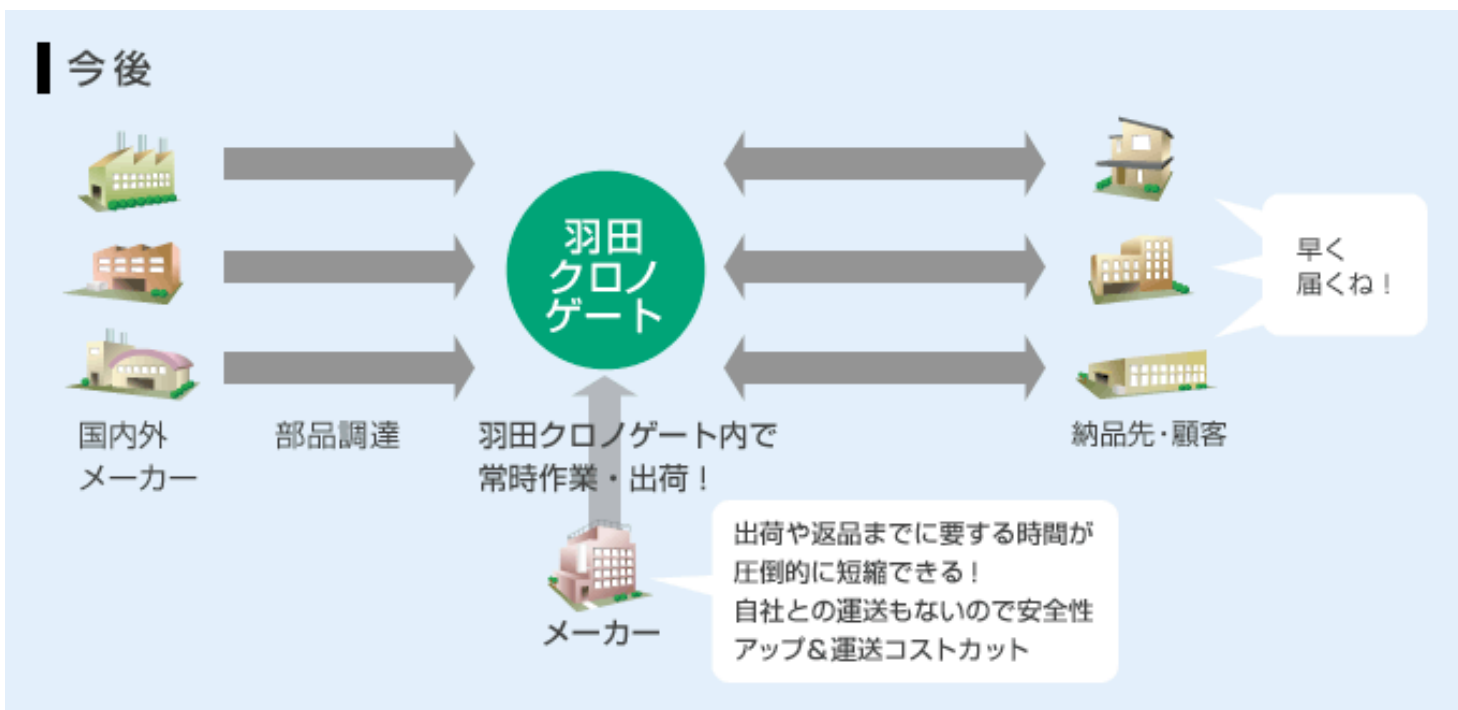 今後
羽田
クロノ
ゲート
早く
届くね！
国内外
メーカー
部品調達
羽田クロノゲート内で
常時作業・出荷！
納品先・顧客
メーカー
出荷や返品までに要する時間が
圧倒的に短縮できる！
自社との運送もないので安全性
アップ＆運送コストカット